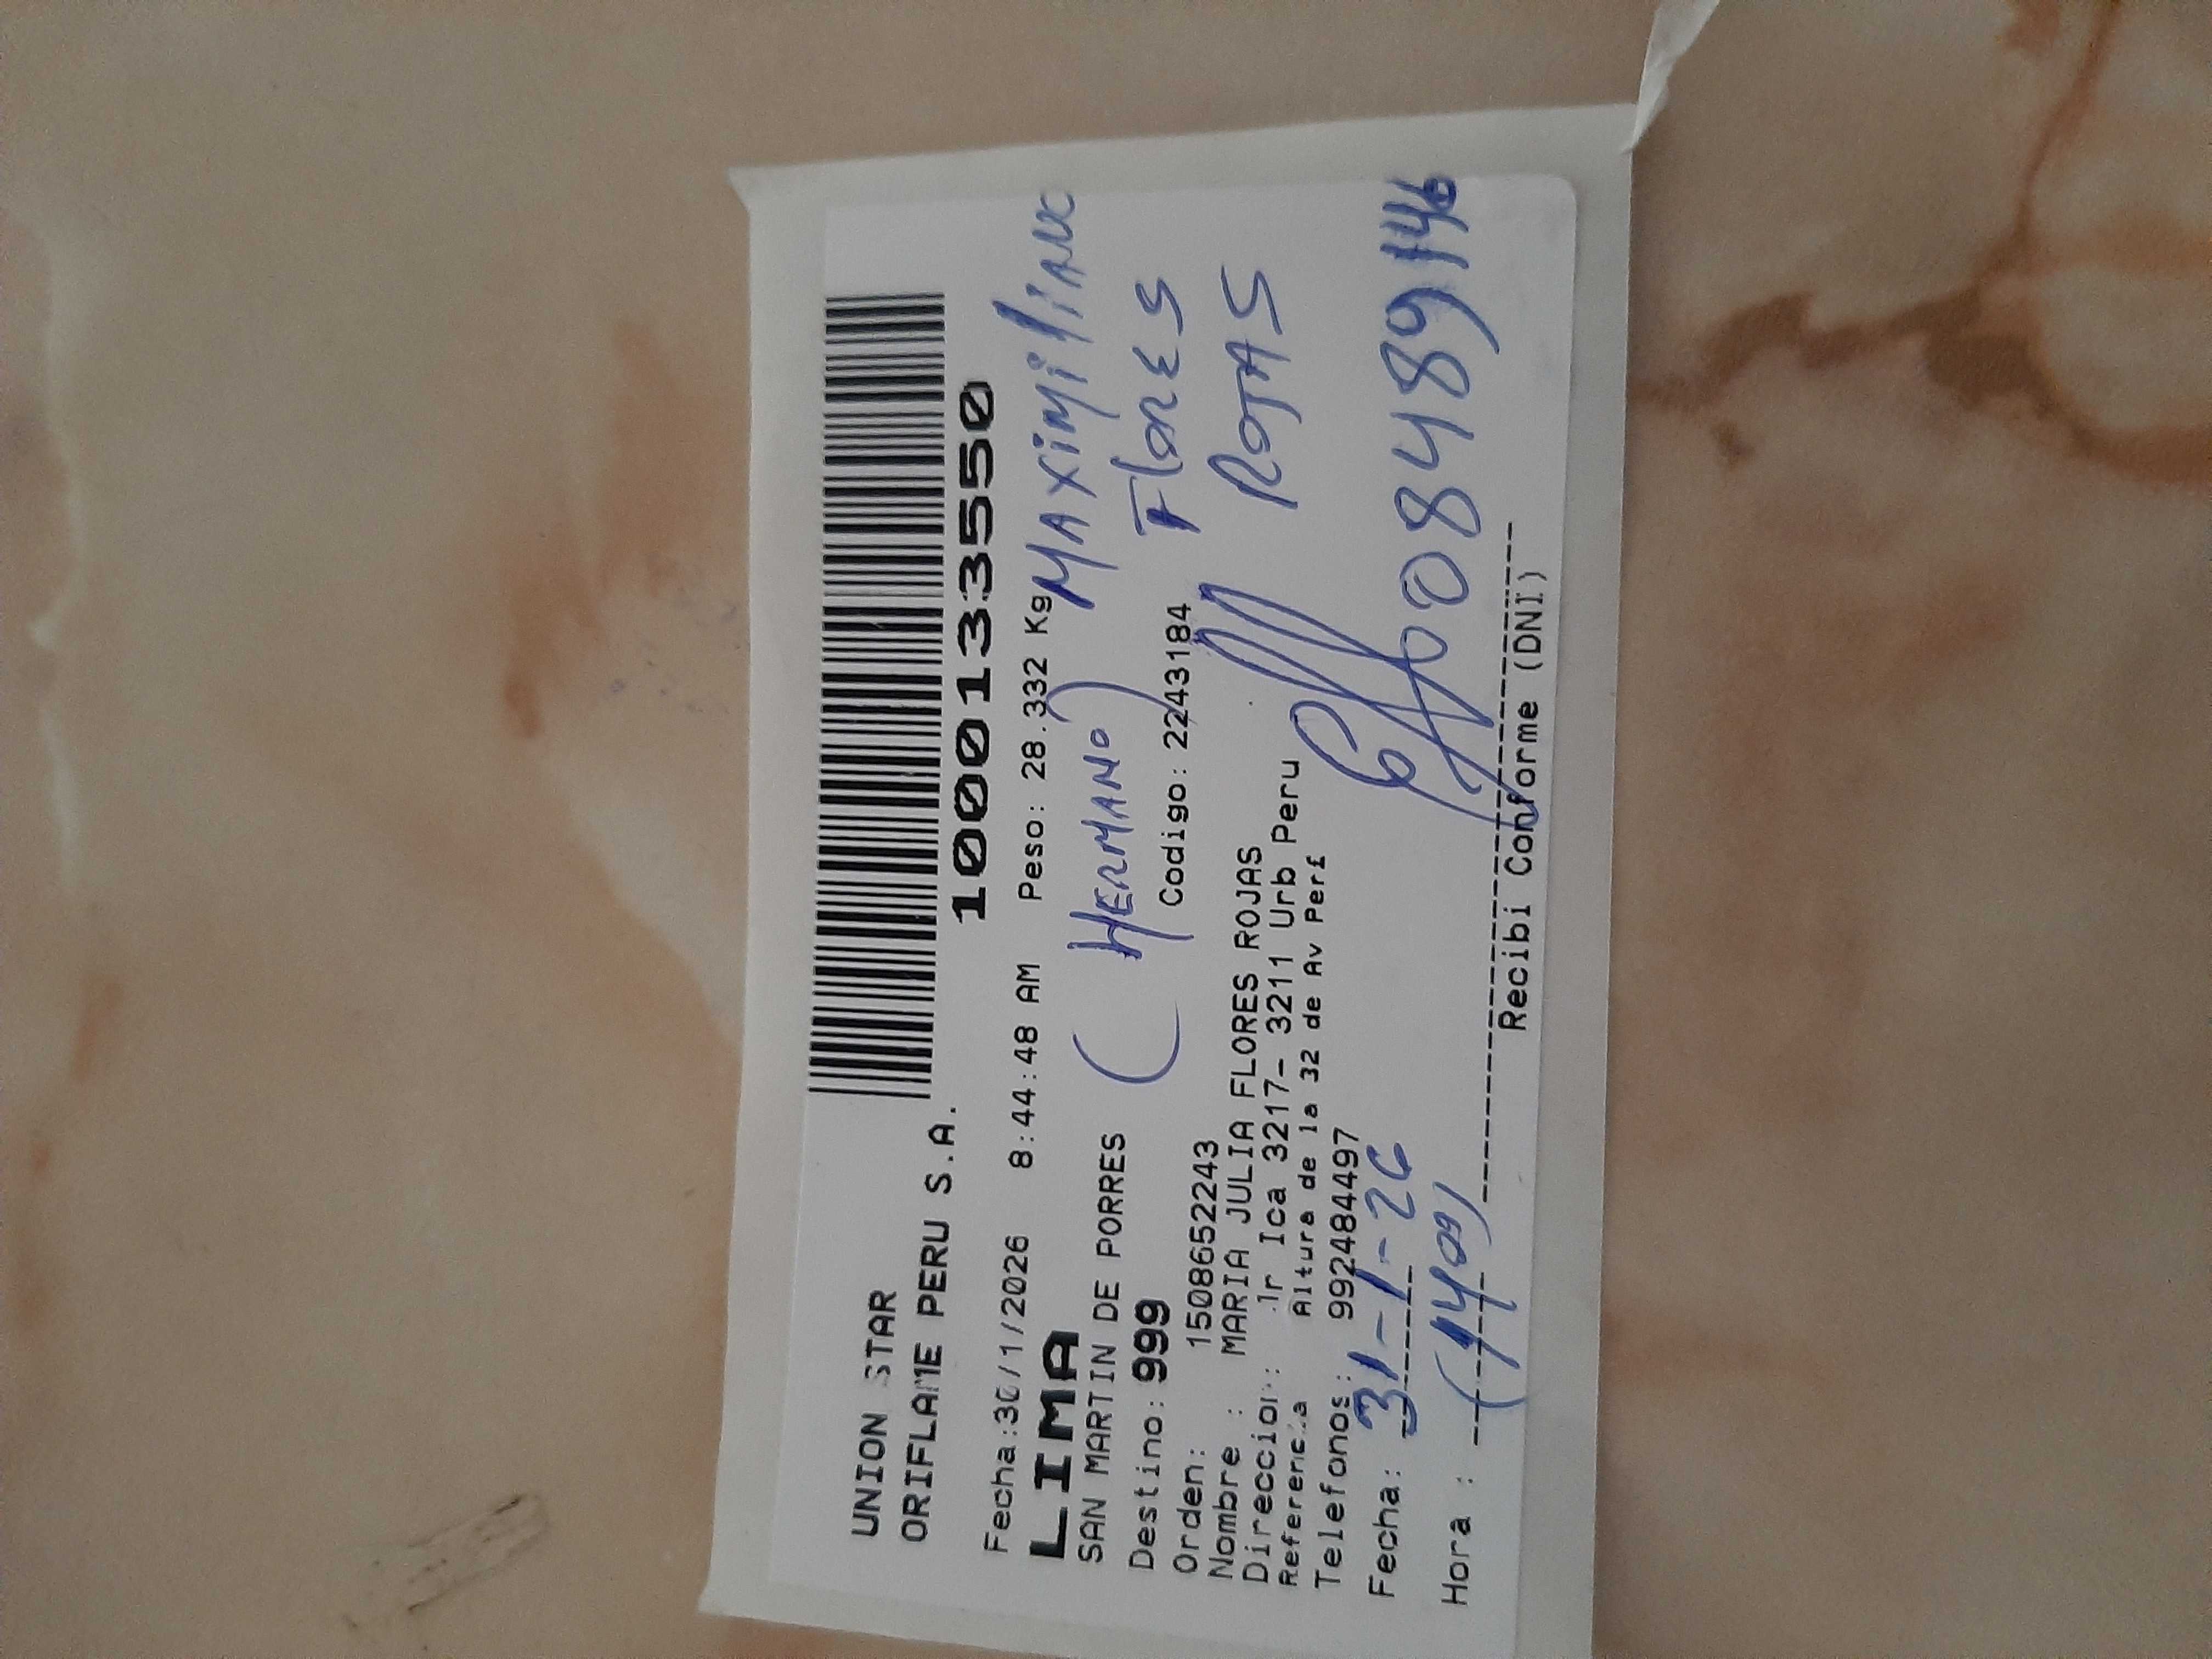 UNION STAR
ORIFLAME PERU S.A.
1000133550
Fecha:30/1/2026 8:44:48 AM Peso: 28.332 Kg
MAXIMILIANO
LIMA
SAN MARTIN DE PORRES
(HERMANO)
FLORES
Destino: 999
Codigo: 2243184
ROJAS
Orden: 1508652243
Nombre : MARIA JULIA FLORES ROJAS
Direccion: Jr Ica 3217- 3211 Urb Peru
Referencia Altura de la 32 de Av Perf
Telefonos: 992484497
Fecha: 31-1-26
Hora : (1409)
Recibi Conforme (DNI)